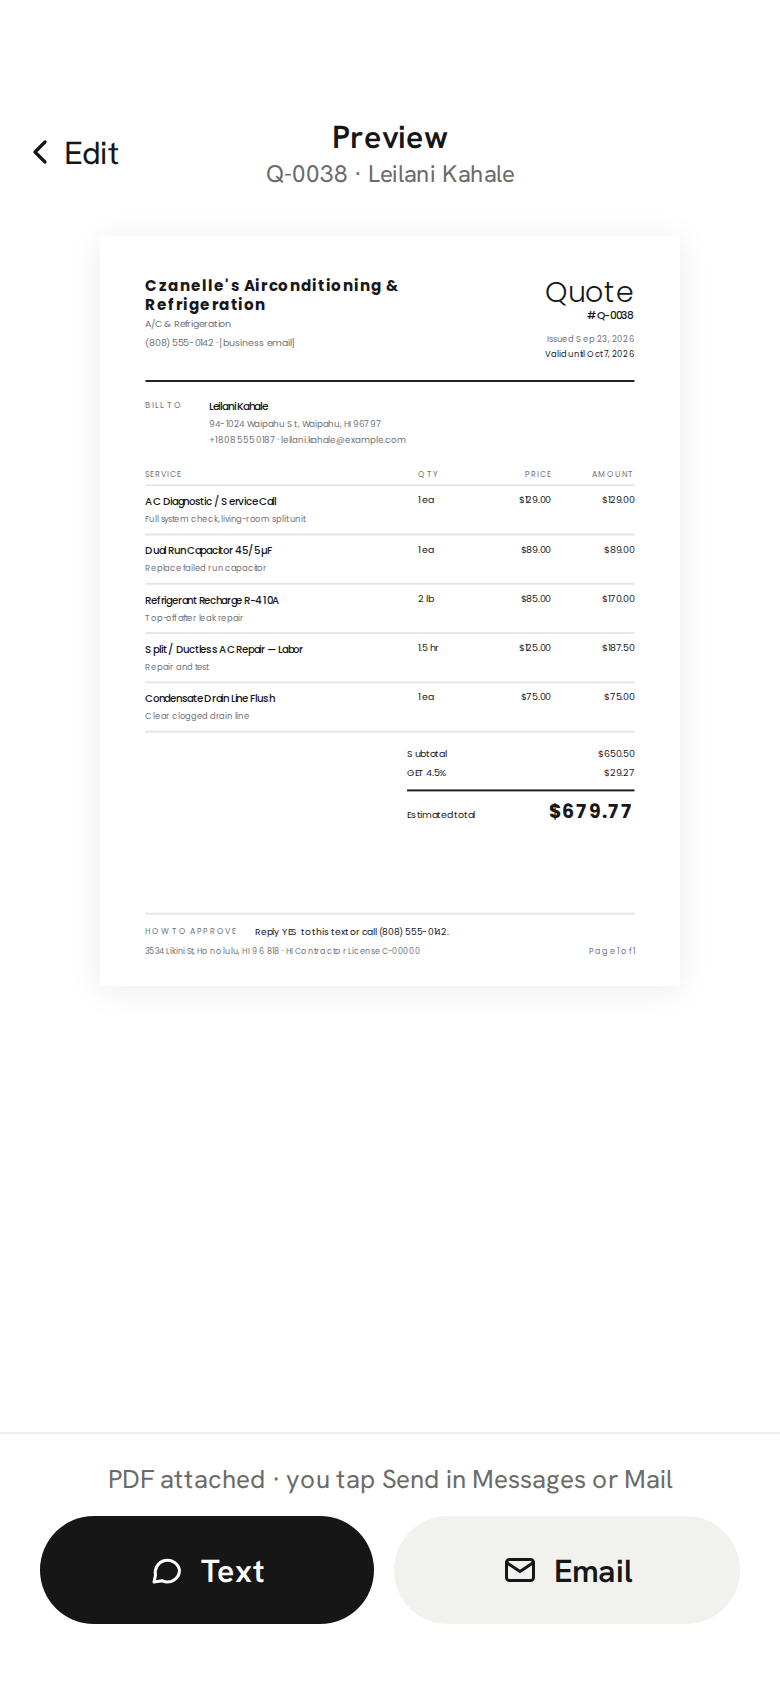 Edit
Preview
Q-0038 · Leilani Kahale
Czanelle's Airconditioning &
Refrigeration
A/C & Refrigeration
(808) 555-0142 · [business email]
Quote
#Q-0038
Issued Sep 23, 2026
Valid until Oct 7, 2026
BILL TO
Leilani Kahale
94-1024 Waipahu St, Waipahu, HI 96797
+1 808 555 0187 · leilani.kahale@example.com
SERVICE QTY PRICE AMOUNT
AC Diagnostic / Service Call 1 ea $129.00 $129.00
Full system check, living-room split unit
Dual Run Capacitor 45/5 µF 1 ea $89.00 $89.00
Replace failed run capacitor
Refrigerant Recharge R-410A 2 lb $85.00 $170.00
Top-off after leak repair
Split / Ductless AC Repair — Labor 1.5 hr $125.00 $187.50
Repair and test
Condensate Drain Line Flush 1 ea $75.00 $75.00
Clear clogged drain line
Subtotal $650.50
GET 4.5% $29.27
Estimated total $679.77
HOW TO APPROVE Reply YES to this text or call (808) 555-0142.
3534 Likini St, Honolulu, HI 96818 · HI Contractor License C-00000 Page 1 of 1
PDF attached · you tap Send in Messages or Mail
Text
Email